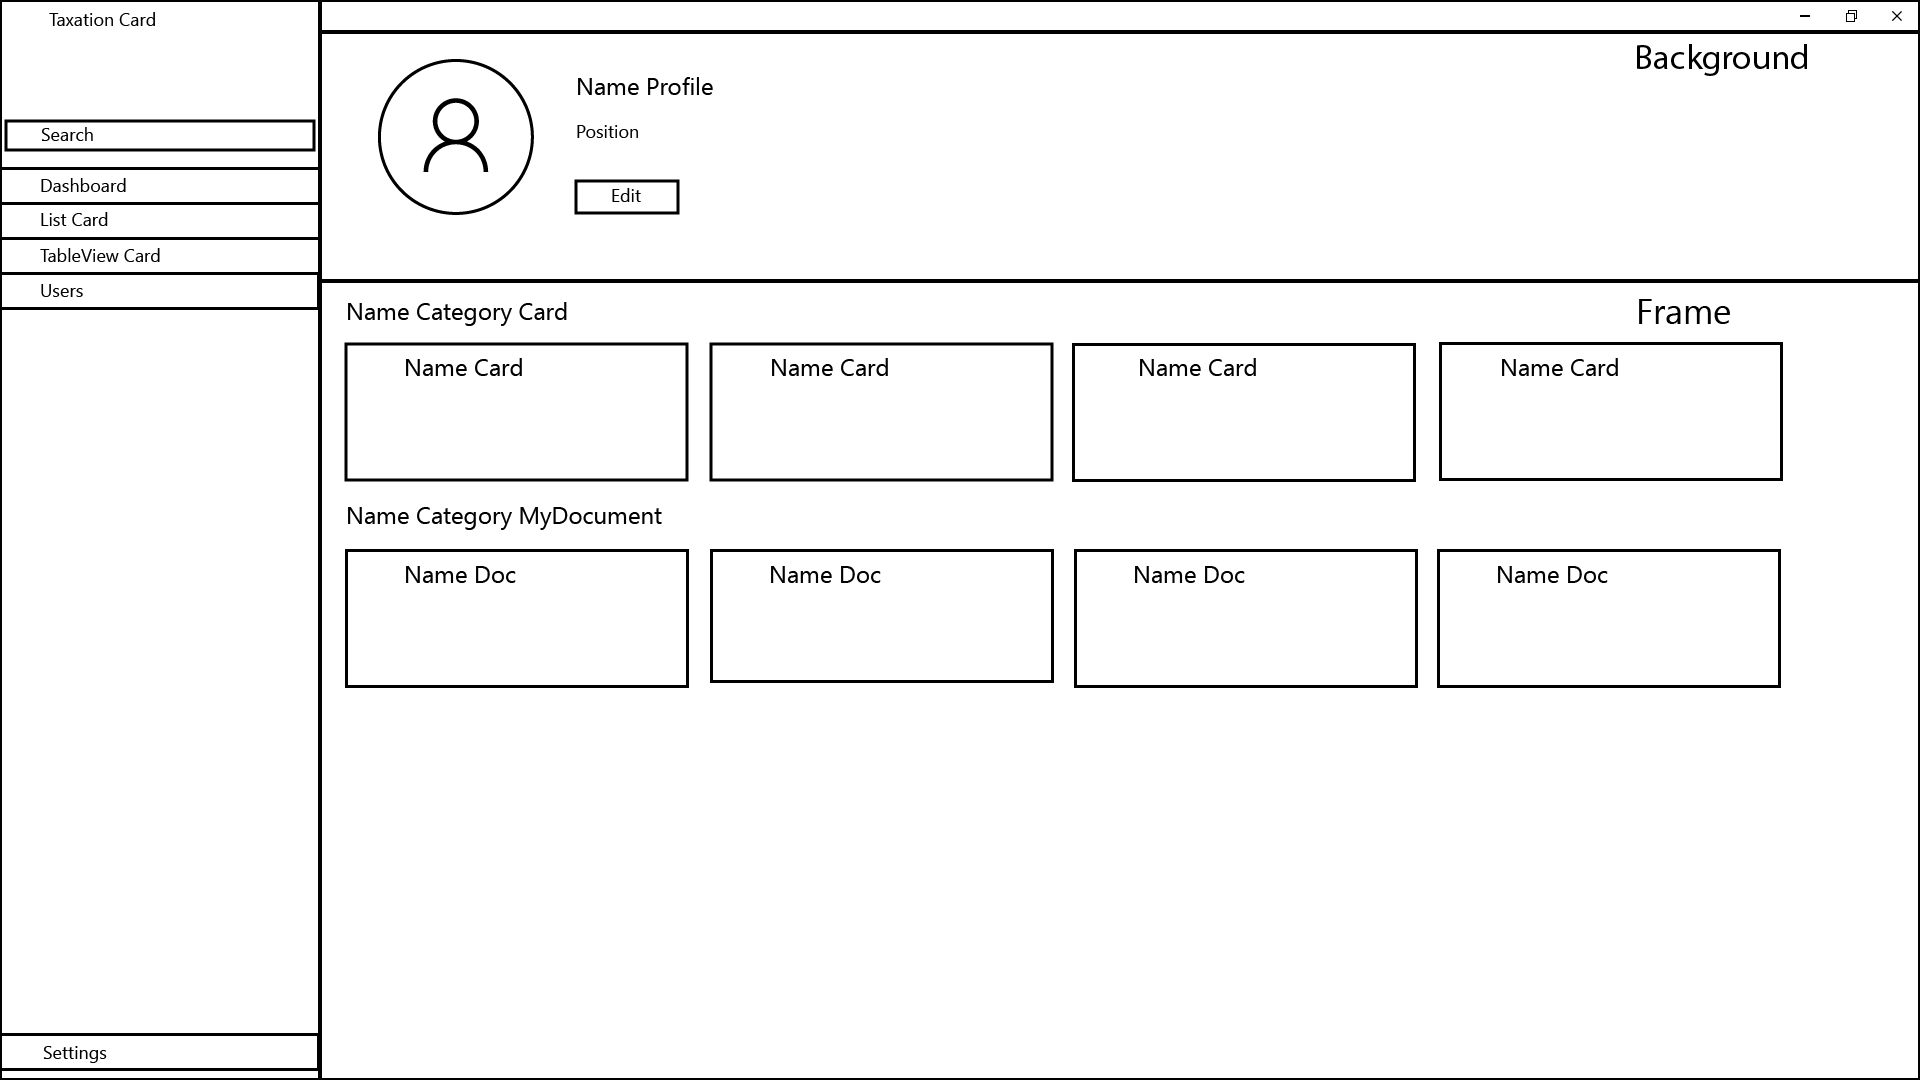 Taxation Card
Search
Dashboard
List Card
TableView Card
Users
Settings
Background
Name Profile
Position
Edit
Name Category Card
Frame
Name Card
Name Card
Name Card
Name Card
Name Category MyDocument
Name Doc
Name Doc
Name Doc
Name Doc